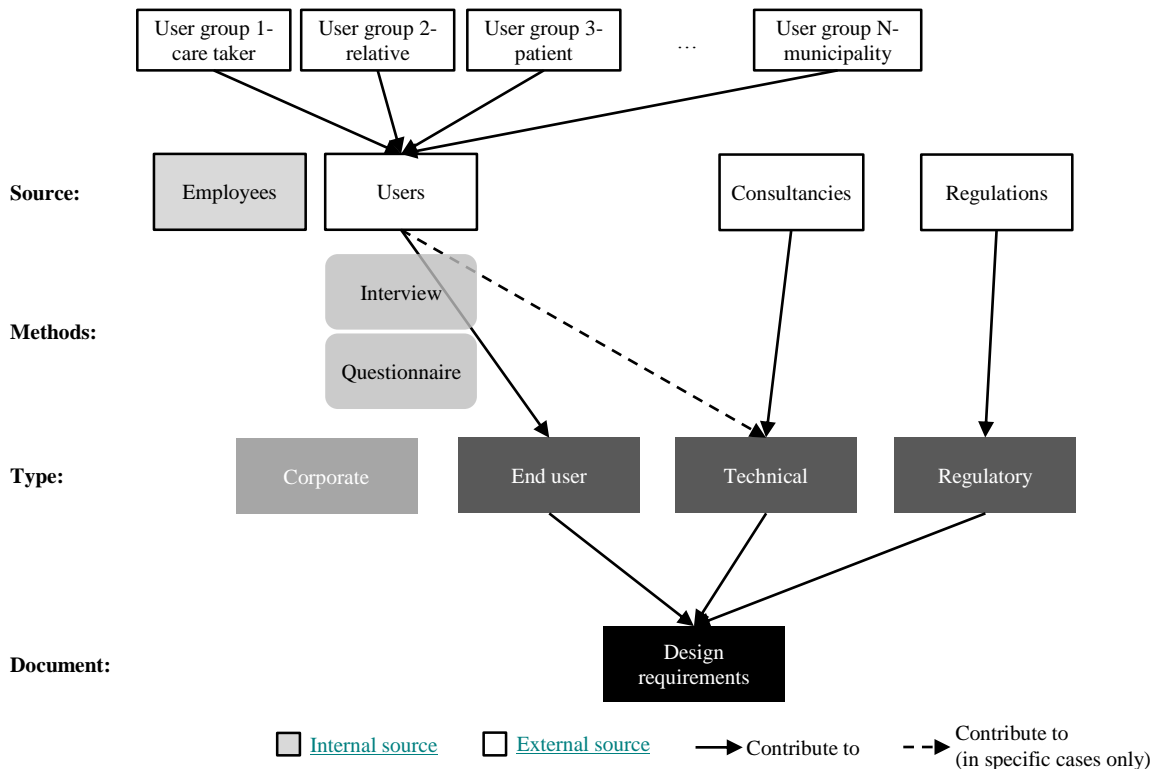 User group 1-
care taker
User group 2-
relative
User group 3-
patient
…
User group N-
municipality
Source:
Employees
Users
Consultancies
Regulations
Interview
Methods:
Questionnaire
Type:
Corporate
End user
Technical
Regulatory
Document:
Design
requirements
Internal source
External source
Contribute to
Contribute to
(in specific cases only)